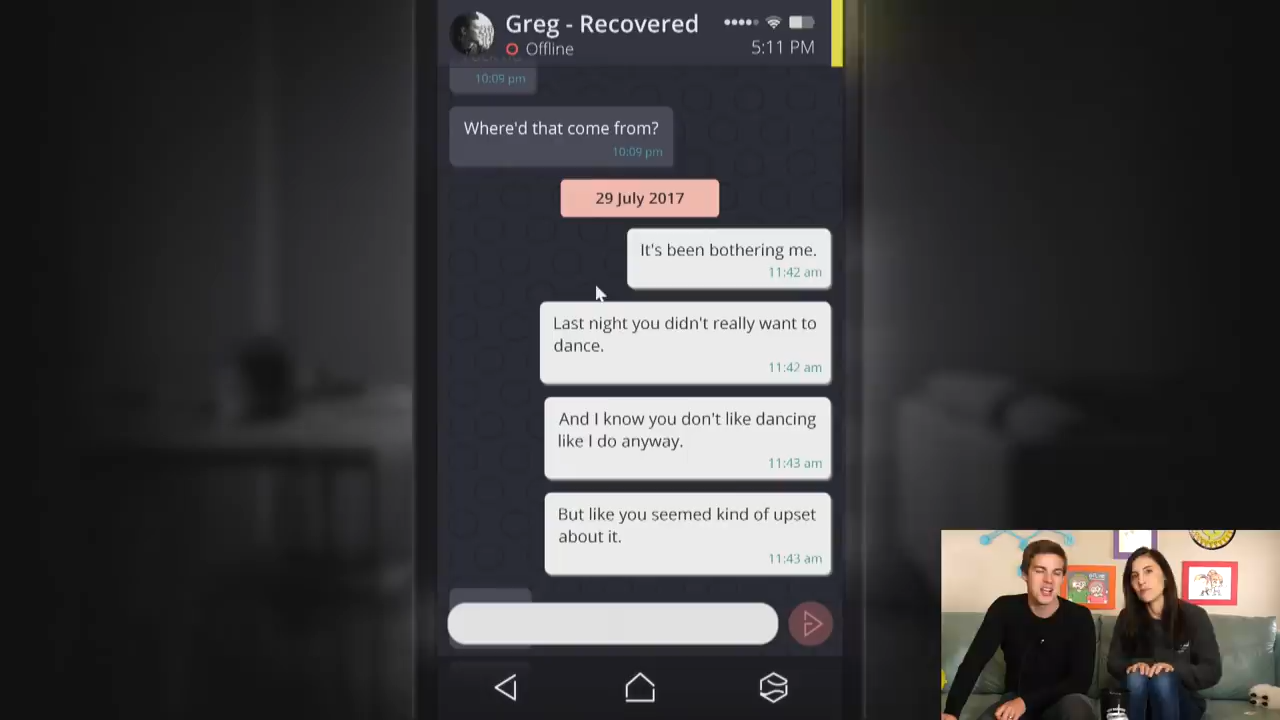 Greg - Recovered
Offline
5:11 PM
10:09 pm
Where'd that come from?
10:09 pm
29 July 2017
It's been bothering me.
11:42 am
Last night you didn't really want to
dance.
11:42 am
And I know you don't like dancing
like I do anyway.
11:43 am
But like you seemed kind of upset
about it.
11:43 am